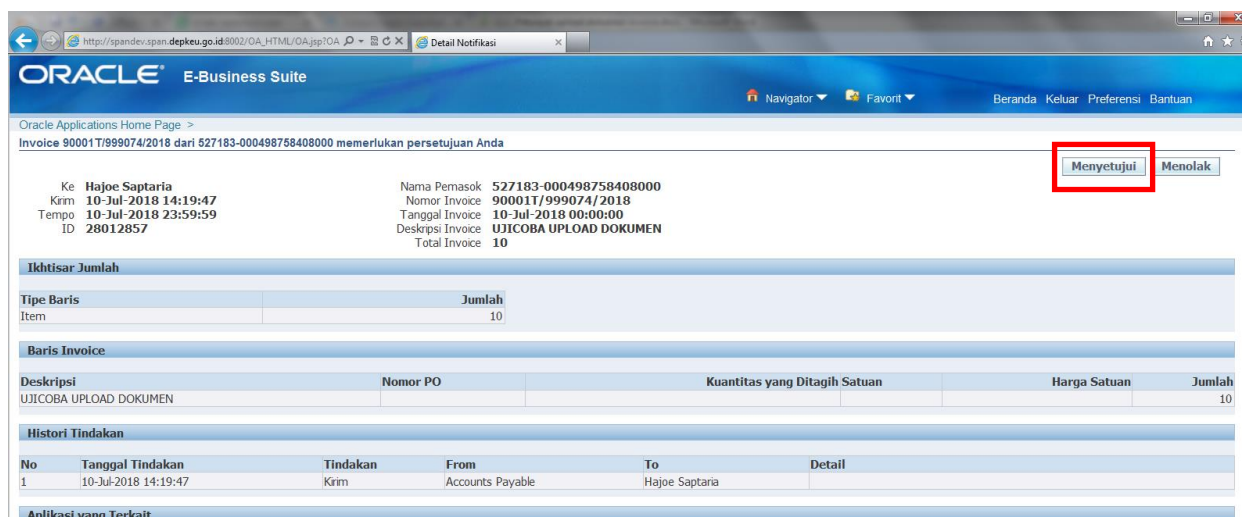 http://spandev.span.depkeu.go.id:8002/OA_HTML/OA.jsp?OA
Detail Notifikasi
ORACLE® E-Business Suite
Navigator Favorit Beranda Keluar Preferensi Bantuan
Oracle Applications Home Page >
Invoice 90001T/999074/2018 dari 527183-000498758408000 memerlukan persetujuan Anda
Menyetujui Menolak
Ke Hajoe Saptaria Nama Pemasok 527183-000498758408000
Kirim 10-Jul-2018 14:19:47 Nomor Invoice 90001T/999074/2018
Tempo 10-Jul-2018 23:59:59 Tanggal Invoice 10-Jul-2018 00:00:00
ID 28012857 Deskripsi Invoice UJICOBA UPLOAD DOKUMEN
Total Invoice 10
Ikhtisar Jumlah
Tipe Baris Jumlah
Item 10
Baris Invoice
Deskripsi Nomor PO Kuantitas yang Ditagih Satuan Harga Satuan Jumlah
UJICOBA UPLOAD DOKUMEN 10
Histori Tindakan
No Tanggal Tindakan Tindakan From To Detail
1 10-Jul-2018 14:19:47 Kirim Accounts Payable Hajoe Saptaria
Aplikasi yang Terkait